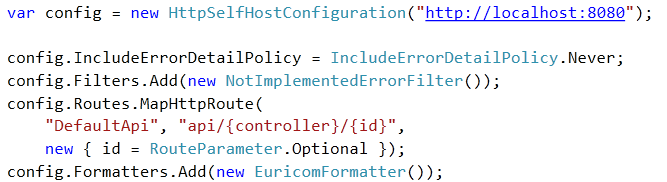 var config = new HttpSelfHostConfiguration("http://localhost:8080");
config.IncludeErrorDetailPolicy = IncludeErrorDetailPolicy.Never;
config.Filters.Add(new NotImplementedErrorFilter());
config.Routes.MapHttpRoute(
    "DefaultApi", "api/{controller}/{id}",
    new { id = RouteParameter.Optional });
config.Formatters.Add(new EuricomFormatter());